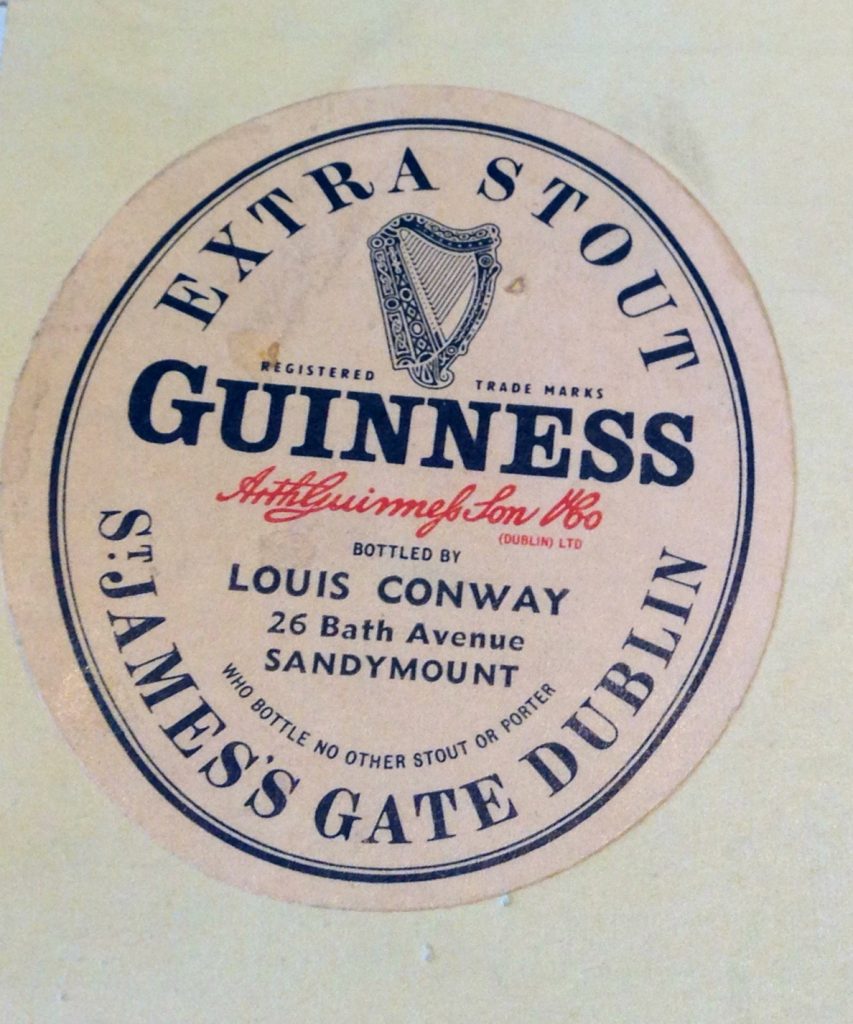 EXTRA STOUT
REGISTERED TRADE MARKS
GUINNESS
Arth Guinness Son & Co
(DUBLIN) LTD
BOTTLED BY
LOUIS CONWAY
26 Bath Avenue
SANDYMOUNT
WHO BOTTLE NO OTHER STOUT OR PORTER
ST. JAMES'S GATE DUBLIN